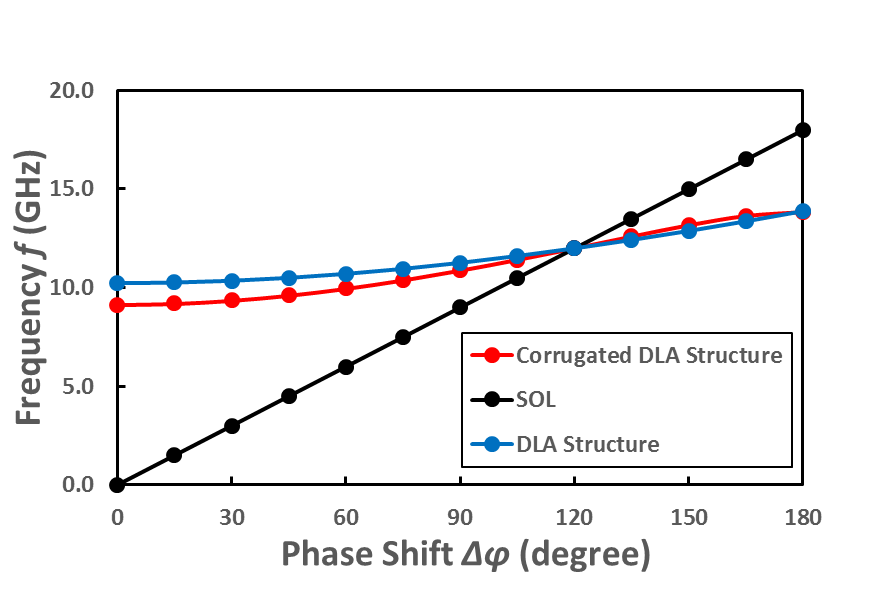 20.0
15.0
10.0
5.0
0.0
Frequency f (GHz)
Corrugated DLA Structure
SOL
DLA Structure
0 30 60 90 120 150 180
Phase Shift Δφ (degree)